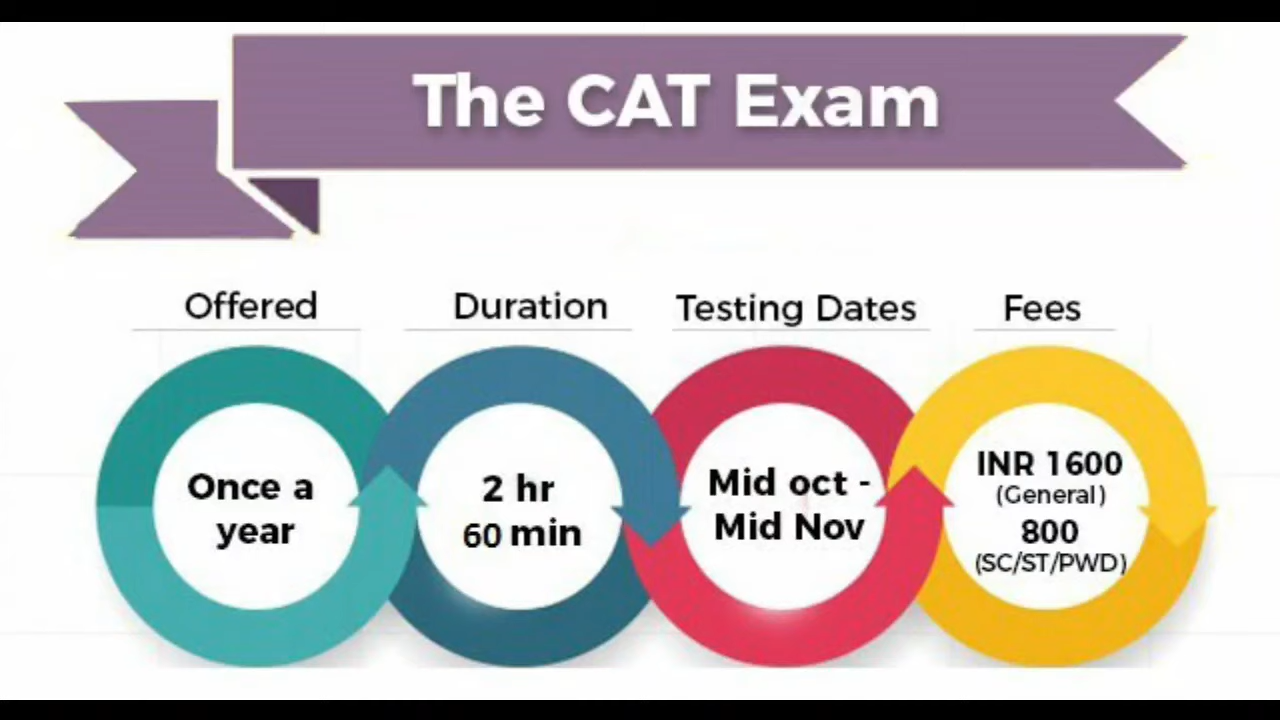 The CAT Exam
Offered
Duration
Testing Dates
Fees
Once a
year
2 hr
60 min
Mid oct -
Mid Nov
INR 1600
(General)
800
(SC/ST/PWD)